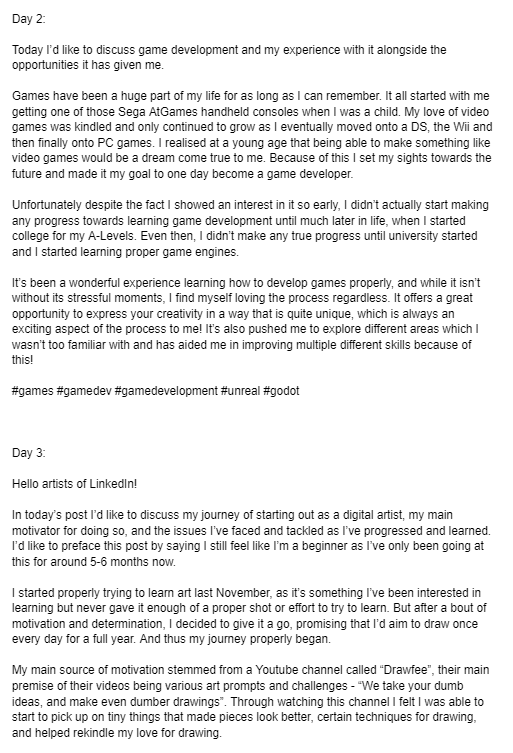 Day 2:
Today I'd like to discuss game development and my experience with it alongside the
opportunities it has given me.
Games have been a huge part of my life for as long as I can remember. It all started with me
getting one of those Sega AtGames handheld consoles when I was a child. My love of video
games was kindled and only continued to grow as I eventually moved onto a DS, the Wii and
then finally onto PC games. I realised at a young age that being able to make something like
video games would be a dream come true to me. Because of this I set my sights towards the
future and made it my goal to one day become a game developer.
Unfortunately despite the fact I showed an interest in it so early, I didn't actually start making
any progress towards learning game development until much later in life, when I started
college for my A-Levels. Even then, I didn't make any true progress until university started
and I started learning proper game engines.
It's been a wonderful experience learning how to develop games properly, and while it isn't
without its stressful moments, I find myself loving the process regardless. It offers a great
opportunity to express your creativity in a way that is quite unique, which is always an
exciting aspect of the process to me! It's also pushed me to explore different areas which I
wasn't too familiar with and has aided me in improving multiple different skills because of
this!
#games #gamedev #gamedevelopment #unreal #godot
Day 3:
Hello artists of LinkedIn!
In today's post I'd like to discuss my journey of starting out as a digital artist, my main
motivator for doing so, and the issues I've faced and tackled as I've progressed and learned.
I'd like to preface this post by saying I still feel like I'm a beginner as I've only been going at
this for around 5-6 months now.
I started properly trying to learn art last November, as it's something I've been interested in
learning but never gave it enough of a proper shot or effort to try to learn. But after a bout of
motivation and determination, I decided to give it a go, promising that I'd aim to draw once
every day for a full year. And thus my journey properly began.
My main source of motivation stemmed from a Youtube channel called "Drawfee", their main
premise of their videos being various art prompts and challenges - "We take your dumb
ideas, and make even dumber drawings". Through watching this channel I felt I was able to
start to pick up on tiny things that made pieces look better, certain techniques for drawing,
and helped rekindle my love for drawing.